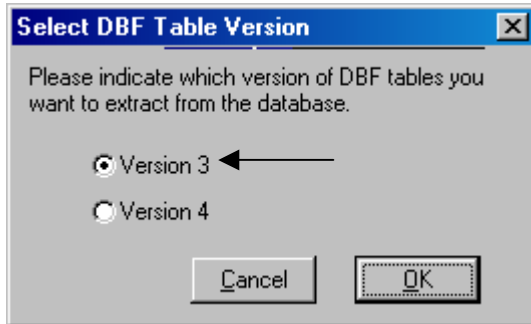 Select DBF Table Version
Please indicate which version of DBF tables you
want to extract from the database.
Version 3
Version 4
Cancel OK